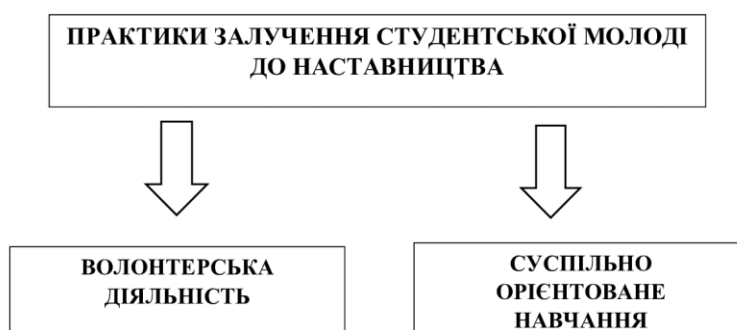 ПРАКТИКИ ЗАЛУЧЕННЯ СТУДЕНТСЬКОЇ МОЛОДІ
ДО НАСТАВНИЦТВА
ВОЛОНТЕРСЬКА
ДІЯЛЬНІСТЬ
СУСПІЛЬНО
ОРІЄНТОВАНЕ
НАВЧАННЯ